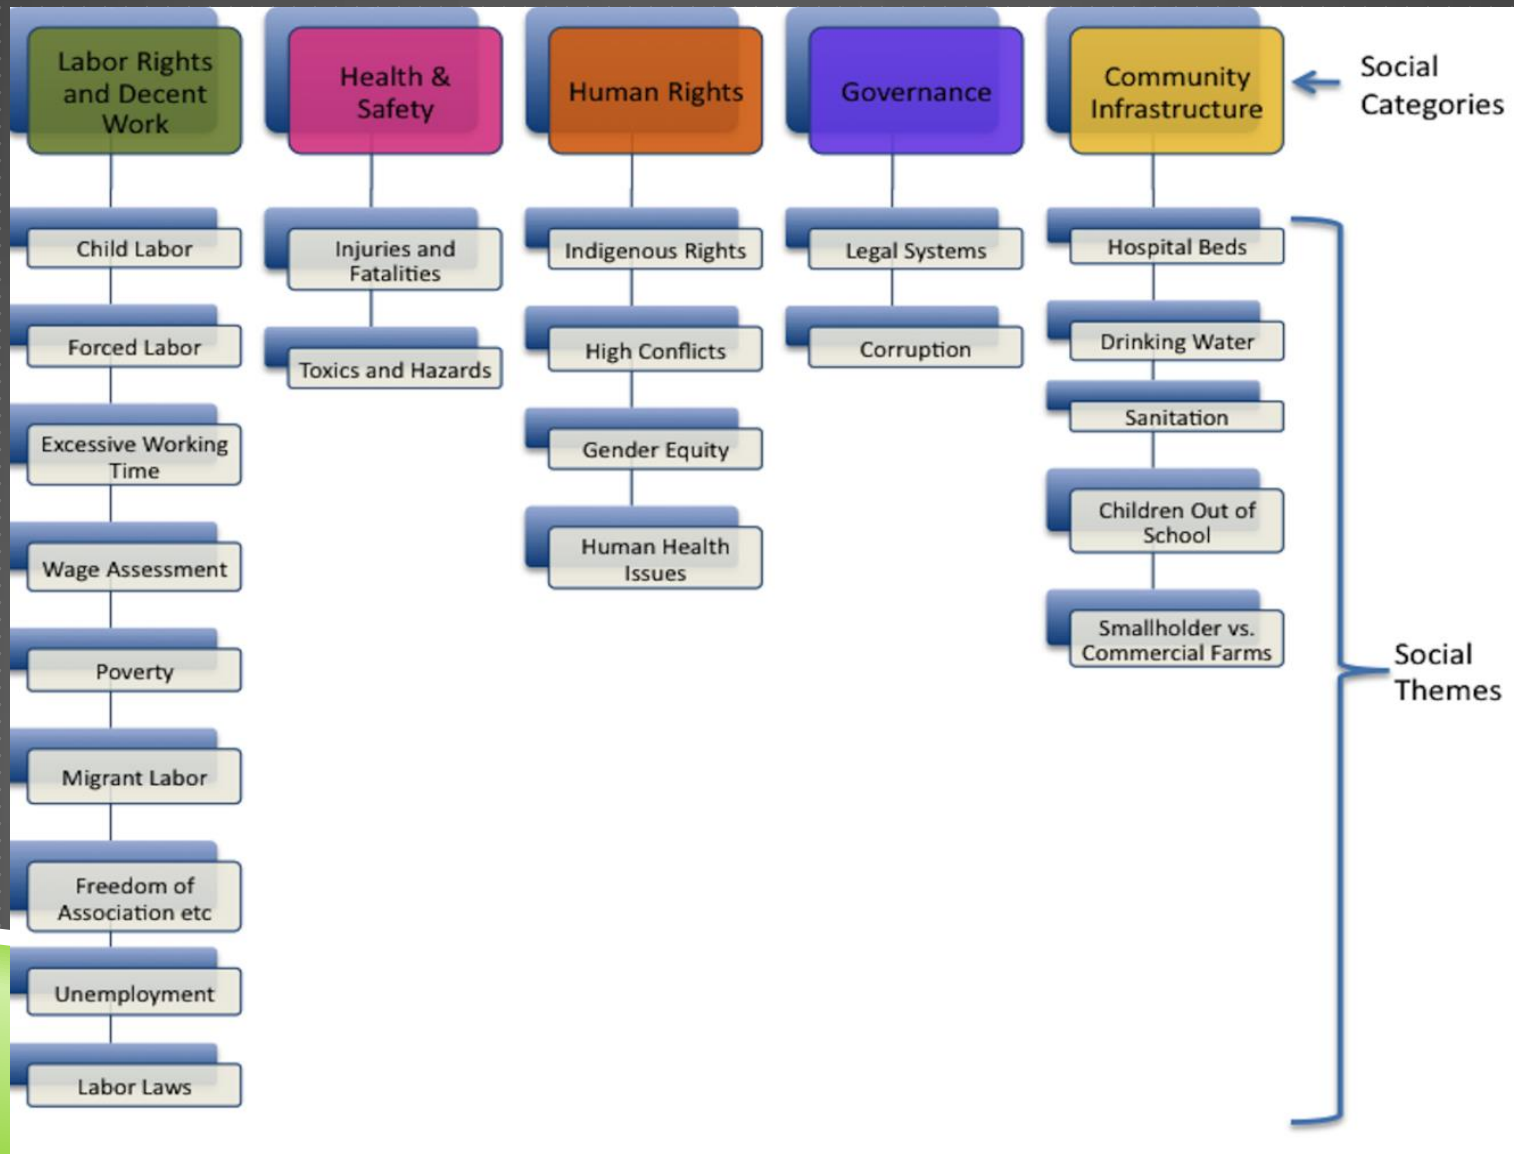 Labor Rights
and Decent
Work
Child Labor
Forced Labor
Excessive Working
Time
Wage Assessment
Poverty
Migrant Labor
Freedom of
Association etc
Unemployment
Labor Laws
Health &
Safety
Injuries and
Fatalities
Toxics and Hazards
Human Rights
Indigenous Rights
High Conflicts
Gender Equity
Human Health
Issues
Governance
Legal Systems
Corruption
Community
Infrastructure
Hospital Beds
Drinking Water
Sanitation
Children Out of
School
Smallholder vs.
Commercial Farms
Social
Categories
Social
Themes